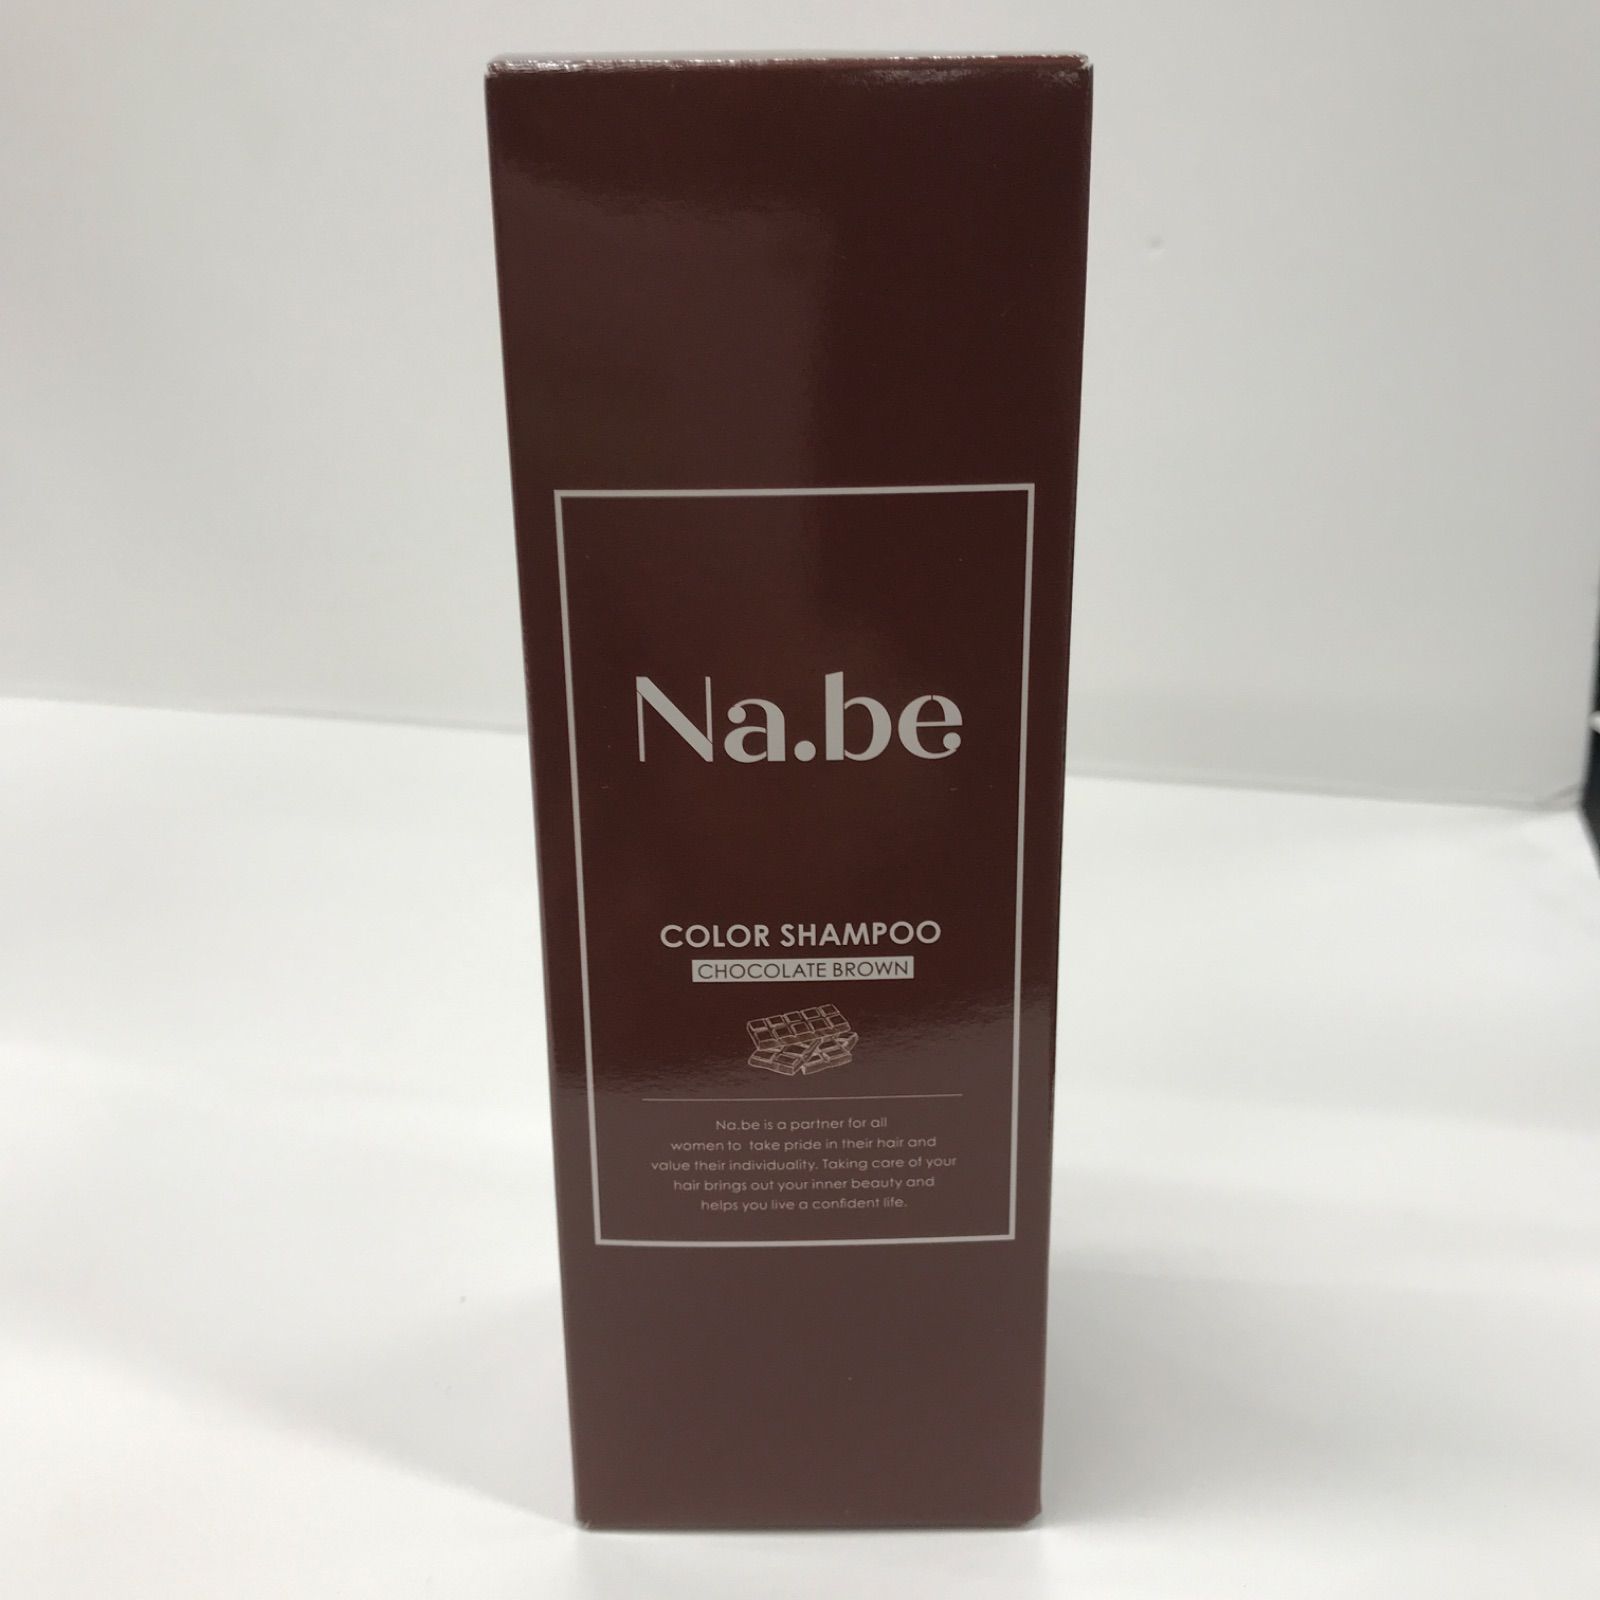 Na.be
COLOR SHAMPOO
CHOCOLATE BROWN
Na.be is a partner for all
women to take pride in their hair and
value their individuality. Taking care of your
hair brings out your inner beauty and
helps you live a confident life.